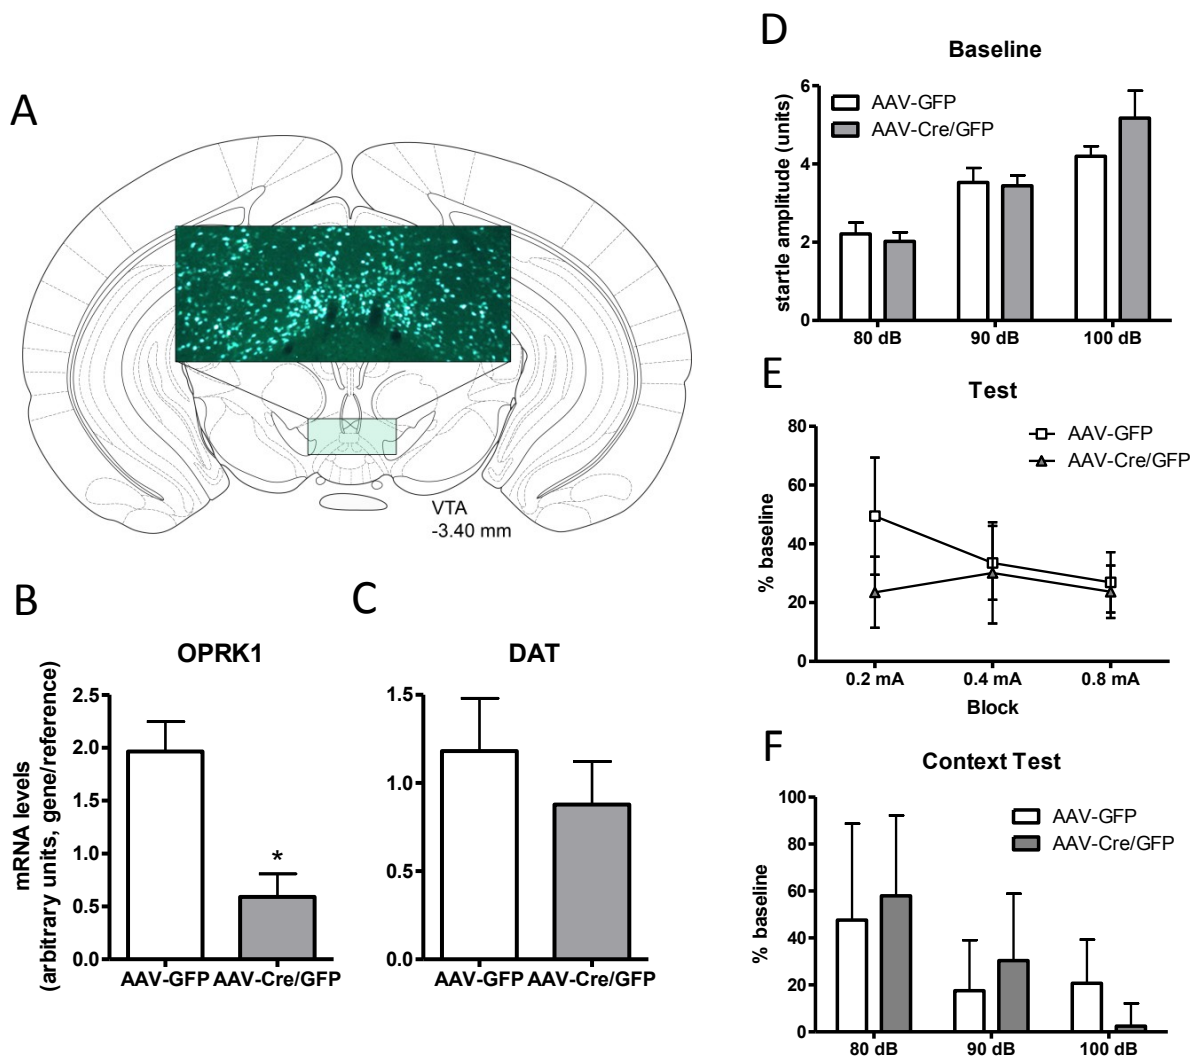 A
VTA
-3.40 mm
B
OPRK1
mRNA levels
(arbitrary units, gene/reference)
2.5
2.0
1.5
1.0
0.5
0.0
*
AAV-GFP AAV-Cre/GFP
C
DAT
1.5
1.0
0.5
0.0
AAV-GFP AAV-Cre/GFP
D
Baseline
AAV-GFP
AAV-Cre/GFP
startle amplitude (units)
6
4
2
0
80 dB 90 dB 100 dB
E
Test
AAV-GFP
AAV-Cre/GFP
% baseline
80
60
40
20
0
0.2 mA 0.4 mA 0.8 mA
Block
F
Context Test
AAV-GFP
AAV-Cre/GFP
% baseline
100
80
60
40
20
0
80 dB 90 dB 100 dB